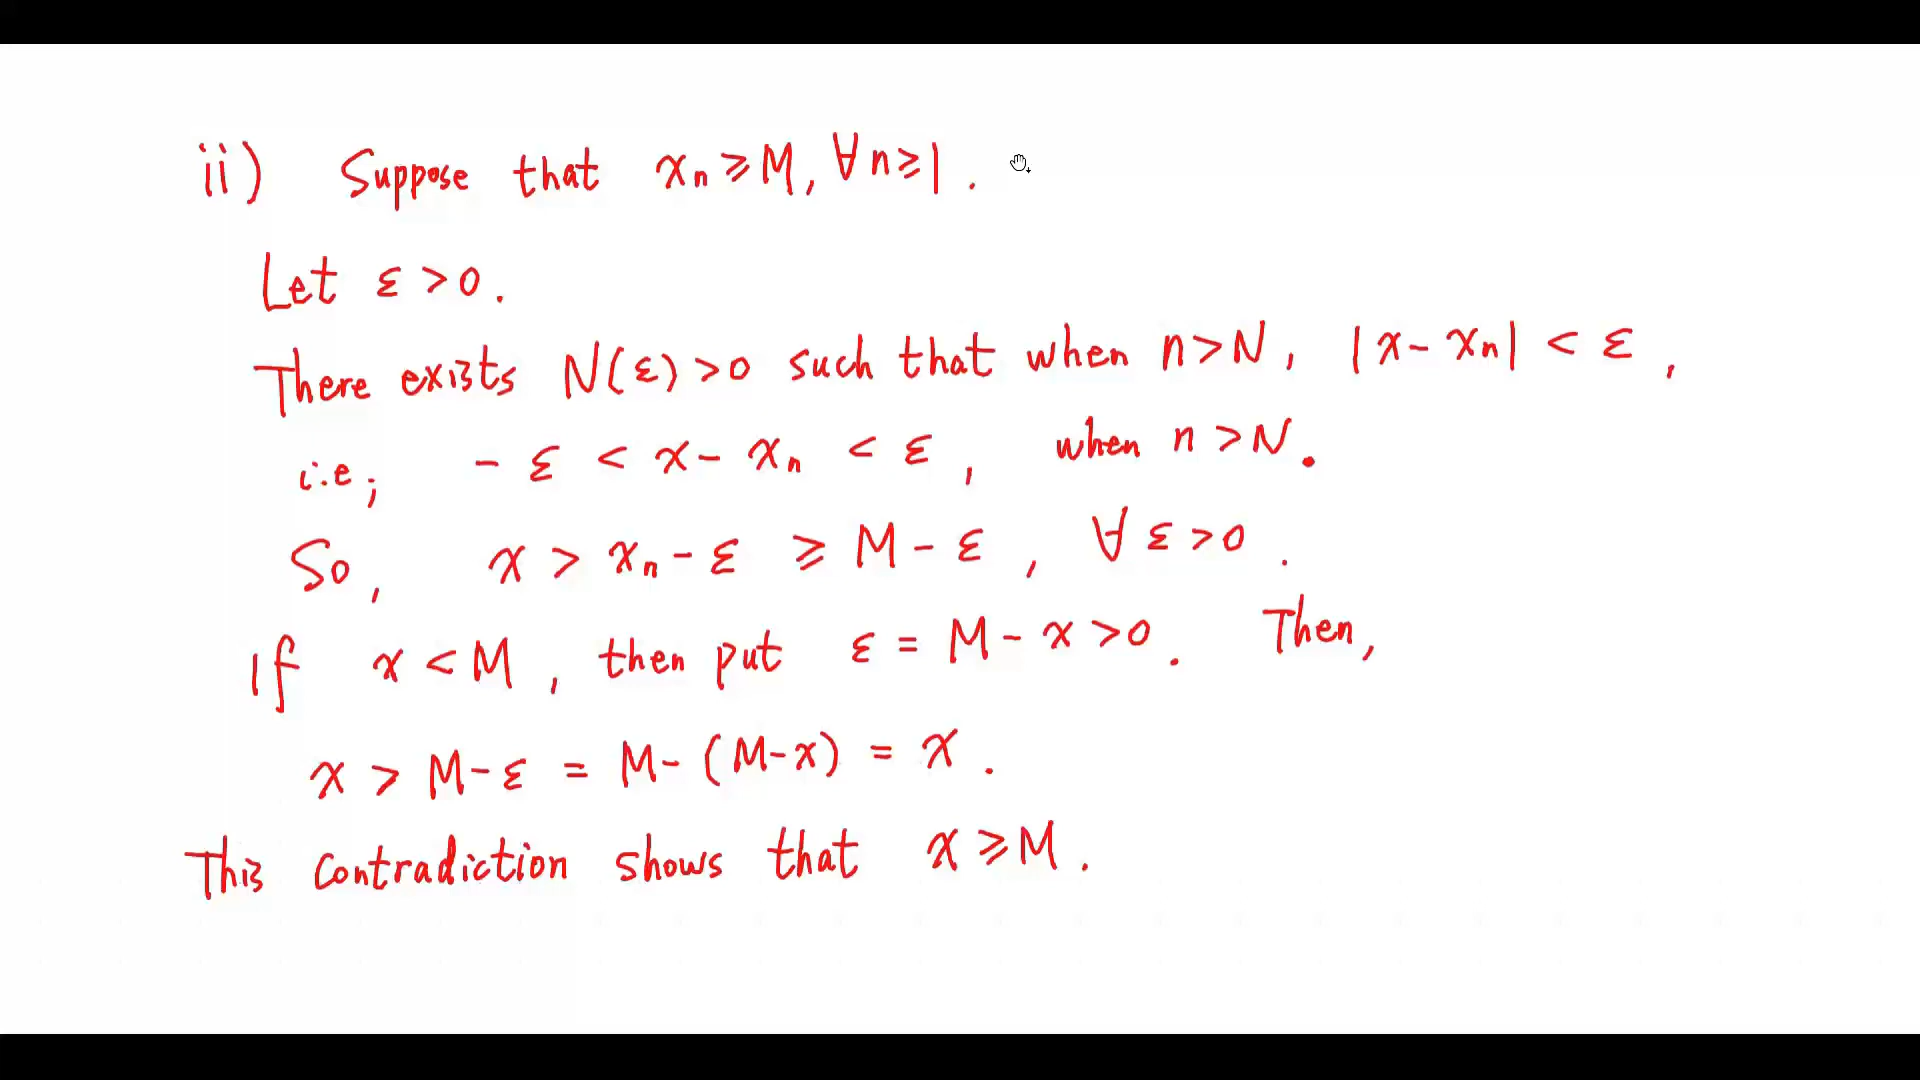 ii) Suppose that xₙ ≥ M, ∀ n ≥ 1.
Let ε > 0.
There exists N(ε) > 0 such that when n > N, |x - xₙ| < ε,
i.e; - ε < x - xₙ < ε, when n > N.
So, x > xₙ - ε ≥ M - ε, ∀ ε > 0.
If x < M, then put ε = M - x > 0. Then,
x > M - ε = M - (M - x) = x.
This contradiction shows that x ≥ M.